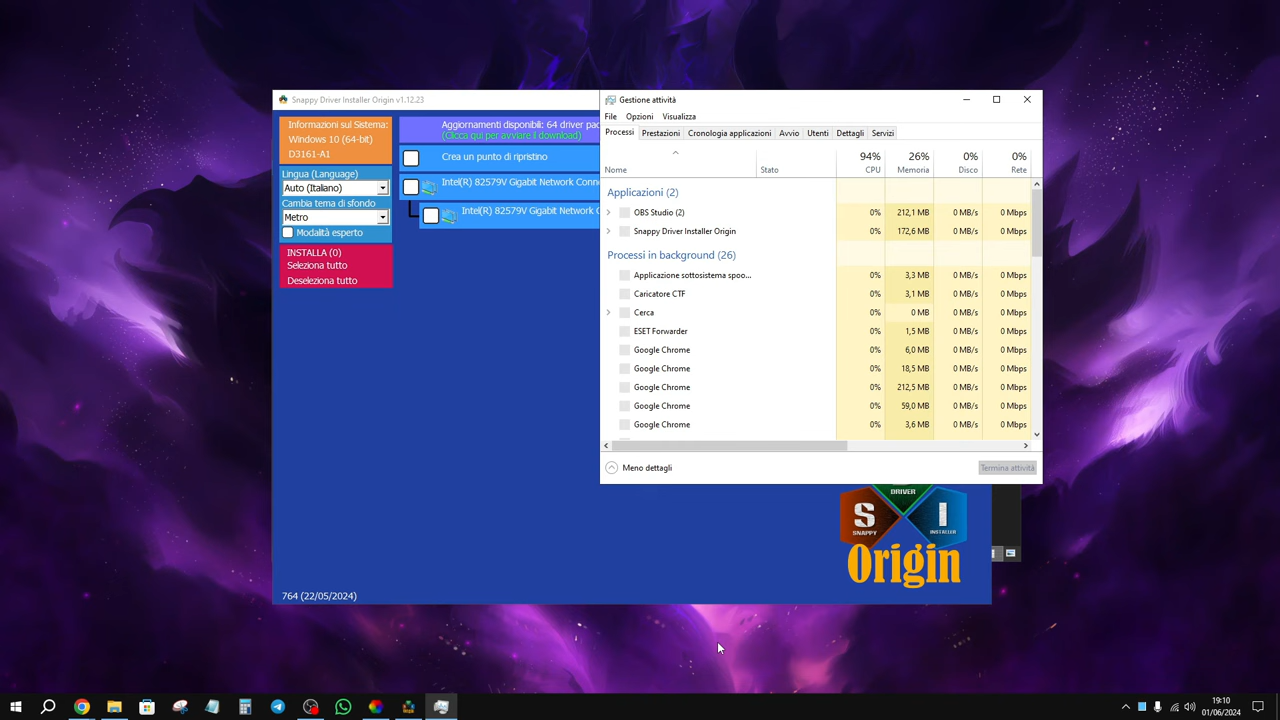 Snappy Driver Installer Origin v1.12.23
Informazioni sul Sistema:
Windows 10 (64-bit)
D3161-A1
Lingua (Language)
Auto (Italiano)
Cambia tema di sfondo
Metro
Modalità esperto
INSTALLA (0)
Seleziona tutto
Deseleziona tutto
Aggiornamenti disponibili: 64 driver pac
(Clicca qui per avviare il download)
Crea un punto di ripristino
Intel(R) 82579V Gigabit Network Conne
Intel(R) 82579V Gigabit Network C
764 (22/05/2024)
Gestione attività
File Opzioni Visualizza
Processi Prestazioni Cronologia applicazioni Avvio Utenti Dettagli Servizi
94% 26% 0% 0%
Nome Stato CPU Memoria Disco Rete
Applicazioni (2)
OBS Studio (2) 0% 212,1 MB 0 MB/s 0 Mbps
Snappy Driver Installer Origin 0% 172,6 MB 0 MB/s 0 Mbps
Processi in background (26)
Applicazione sottosistema spoo... 0% 3,3 MB 0 MB/s 0 Mbps
Caricatore CTF 0% 3,1 MB 0 MB/s 0 Mbps
Cerca 0% 0 MB 0 MB/s 0 Mbps
ESET Forwarder 0% 1,5 MB 0 MB/s 0 Mbps
Google Chrome 0% 6,0 MB 0 MB/s 0 Mbps
Google Chrome 0% 18,5 MB 0 MB/s 0 Mbps
Google Chrome 0% 212,5 MB 0 MB/s 0 Mbps
Google Chrome 0% 59,0 MB 0 MB/s 0 Mbps
Google Chrome 0% 3,6 MB 0 MB/s 0 Mbps
Meno dettagli
Termina attività
DRIVER
S I
SNAPPY INSTALLER
Origin
19:10
01/06/2024